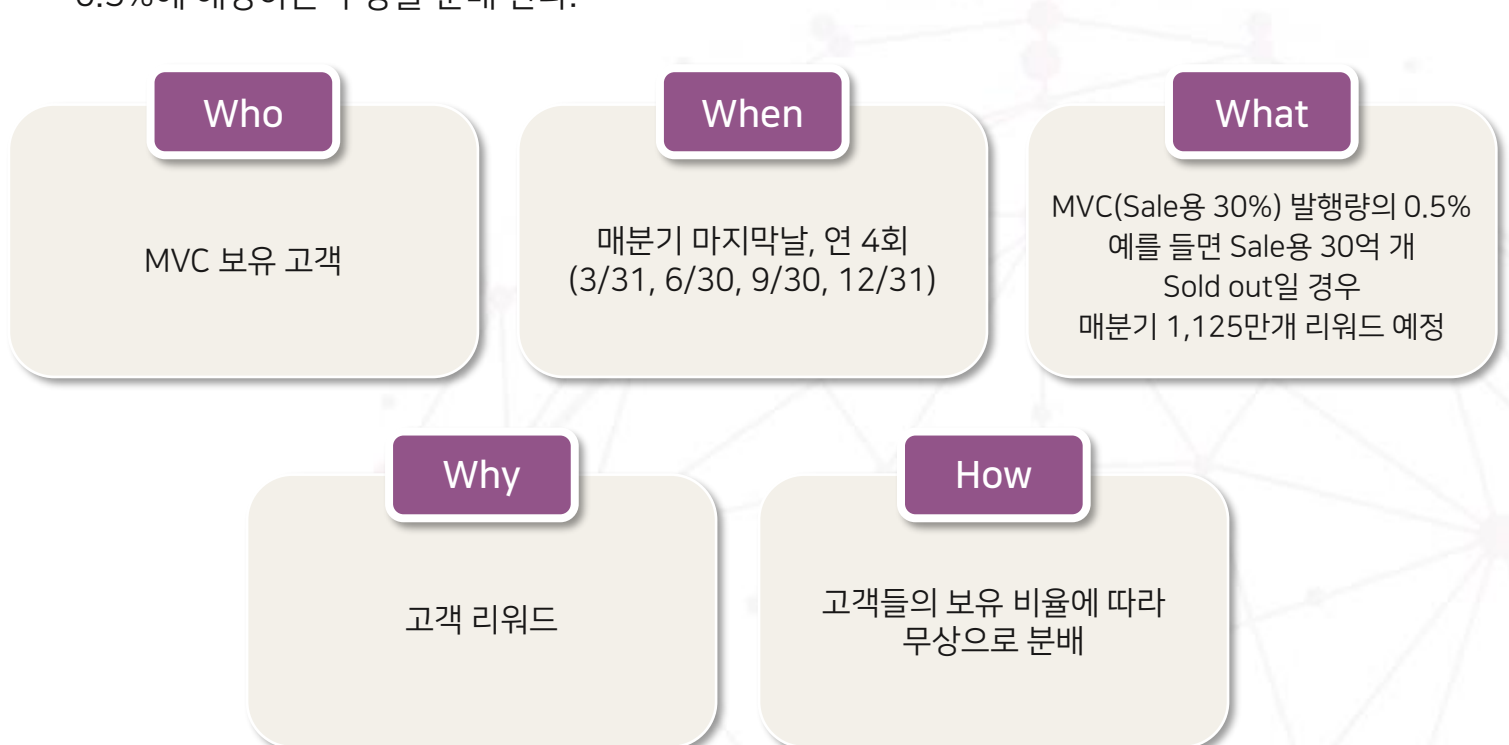 Who
MVC 보유 고객
When
매분기 마지막날, 연 4회
(3/31, 6/30, 9/30, 12/31)
What
MVC(Sale용 30%) 발행량의 0.5%
예를 들면 Sale용 30억 개
Sold out일 경우
매분기 1,125만개 리워드 예정
Why
고객 리워드
How
고객들의 보유 비율에 따라
무상으로 분배